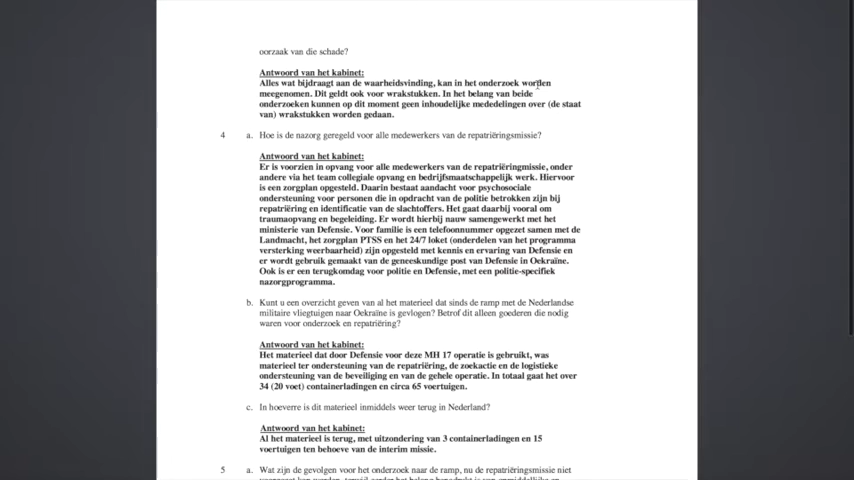 oorzaak van die schade?
Antwoord van het kabinet:
Alles wat bijdraagt aan de waarheidsvinding, kan in het onderzoek worden
meegenomen. Dit geldt ook voor wrakstukken. In het belang van beide
onderzoeken kunnen op dit moment geen inhoudelijke mededelingen over (de staat
van) wrakstukken worden gedaan.
4 a. Hoe is de nazorg geregeld voor alle medewerkers van de repatriëringsmissie?
Antwoord van het kabinet:
Er is voorzien in opvang voor alle medewerkers van de repatriëringmissie, onder
andere via het team collegiale opvang en bedrijfsmaatschappelijk werk. Hiervoor
is een zorgplan opgesteld. Daarin bestaat aandacht voor psychosociale
ondersteuning voor personen die in opdracht van de politie betrokken zijn bij
repatriëring en identificatie van de slachtoffers. Het gaat daarbij vooral om
traumaopvang en begeleiding. Er wordt hierbij nauw samengewerkt met het
ministerie van Defensie. Voor familie is een telefoonnummer opgezet samen met de
Landmacht, het zorgplan PTSS en het 24/7 loket (onderdelen van het programma
versterking weerbaarheid) zijn opgesteld met kennis en ervaring van Defensie en
er wordt gebruik gemaakt van de geneeskundige post van Defensie in Oekraïne.
Ook is er een terugkomdag voor politie en Defensie, met een politie-specifiek
nazorgprogramma.
b. Kunt u een overzicht geven van al het materieel dat sinds de ramp met de Nederlandse
militaire vliegtuigen naar Oekraïne is gevlogen? Betrof dit alleen goederen die nodig
waren voor onderzoek en repatriëring?
Antwoord van het kabinet:
Het materieel dat door Defensie voor deze MH 17 operatie is gebruikt, was
materieel ter ondersteuning van de repatriëring, de zoekactie en de logistieke
ondersteuning van de beveiliging en van de gehele operatie. In totaal gaat het over
34 (20 voet) containerladingen en circa 65 voertuigen.
c. In hoeverre is dit materieel inmiddels weer terug in Nederland?
Antwoord van het kabinet:
Al het materieel is terug, met uitzondering van 3 containerladingen en 15
voertuigen ten behoeve van de interim missie.
5 a. Wat zijn de gevolgen voor het onderzoek naar de ramp, nu de repatriëringsmissie niet